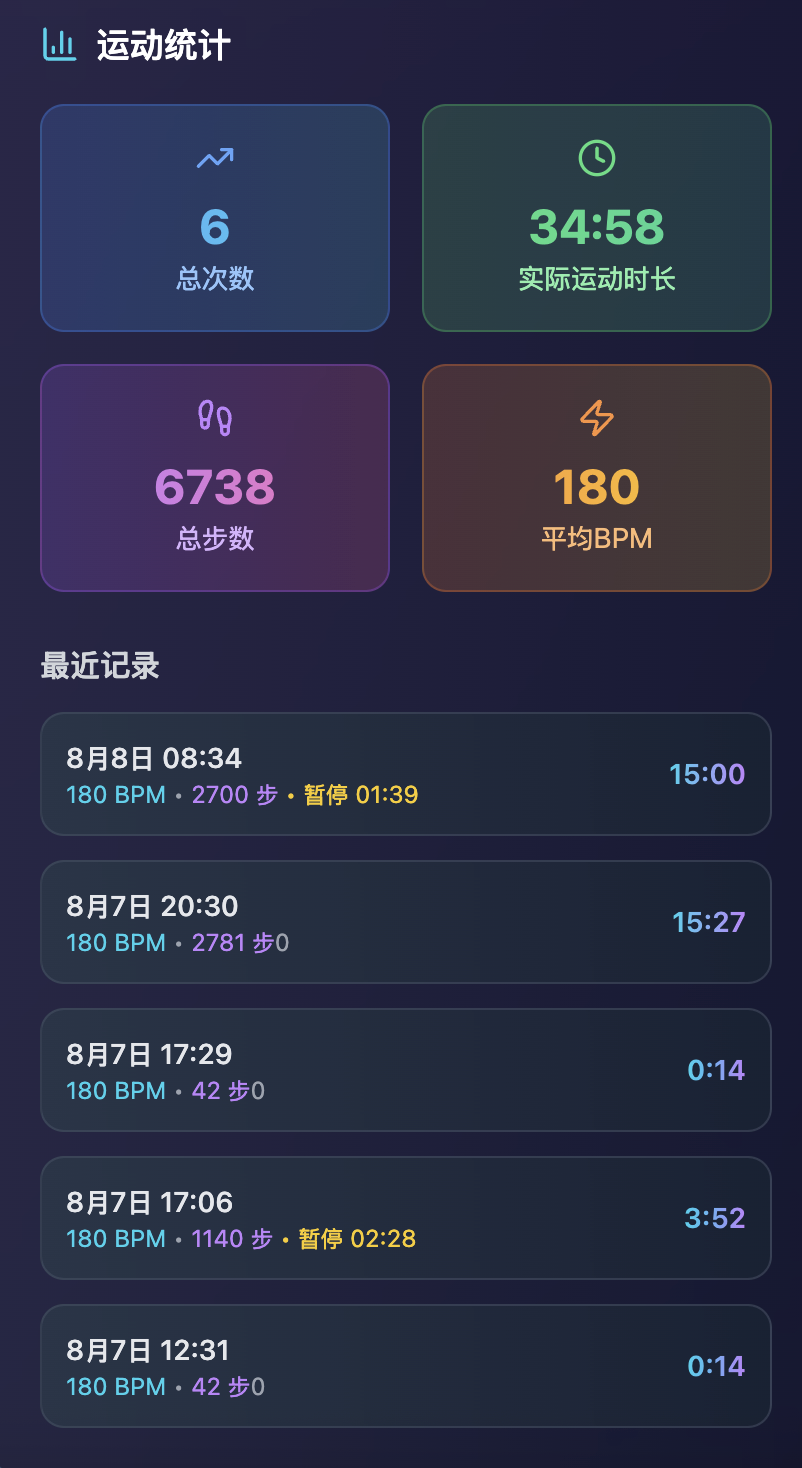 运动统计
6
总次数
34:58
实际运动时长
6738
总步数
180
平均BPM
最近记录
8月8日 08:34
180 BPM • 2700 步 • 暂停 01:39
15:00
8月7日 20:30
180 BPM • 2781 步0
15:27
8月7日 17:29
180 BPM • 42 步0
0:14
8月7日 17:06
180 BPM • 1140 步 • 暂停 02:28
3:52
8月7日 12:31
180 BPM • 42 步0
0:14